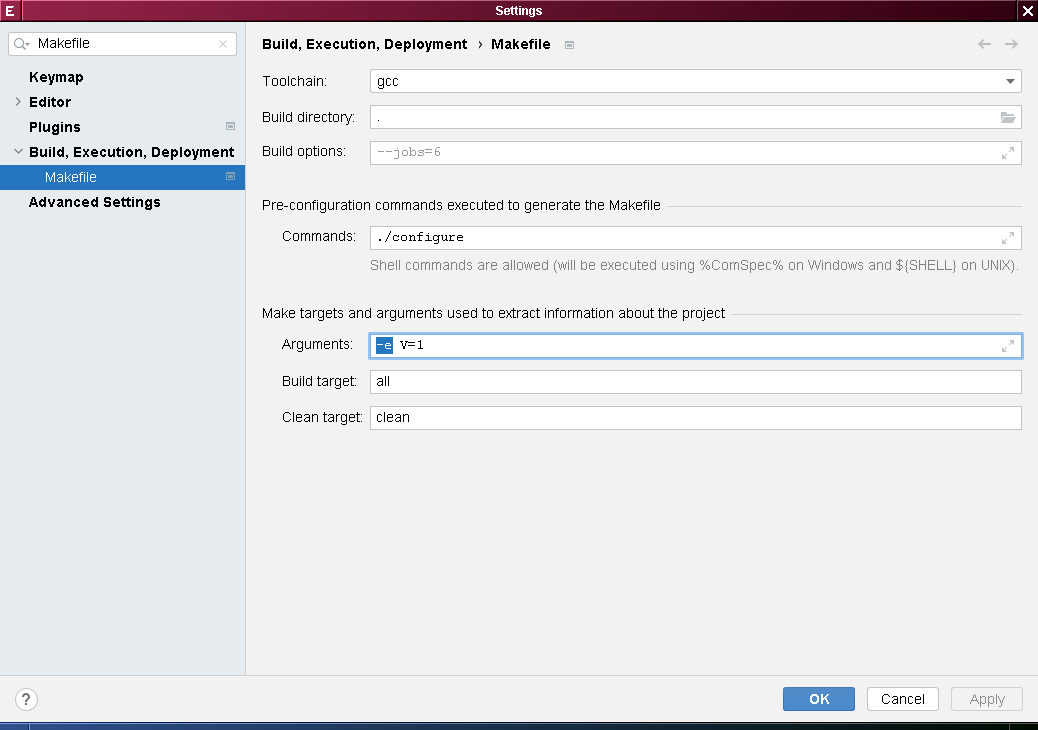 E
Settings
Makefile
Keymap
Editor
Plugins
Build, Execution, Deployment
Makefile
Advanced Settings
Build, Execution, Deployment › Makefile
Toolchain: gcc
Build directory: .
Build options: --jobs=6
Pre-configuration commands executed to generate the Makefile
Commands: ./configure
Shell commands are allowed (will be executed using %ComSpec% on Windows and ${SHELL} on UNIX).
Make targets and arguments used to extract information about the project
Arguments: -e V=1
Build target: all
Clean target: clean
?
OK
Cancel
Apply